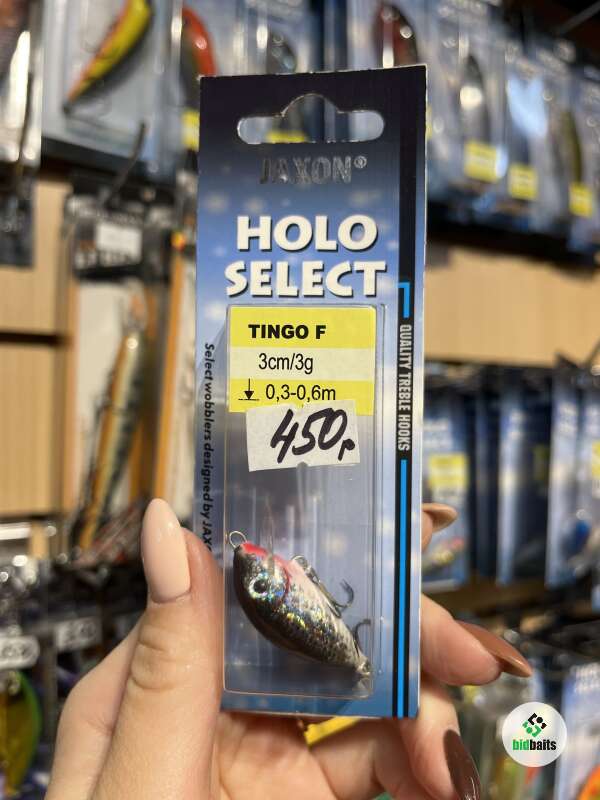 JAXON®
HOLO
SELECT
TINGO F
3cm/3g
0,3-0,6m
450р
QUALITY TREBLE HOOKS
Select wobblers designed by JAX
bidbaits